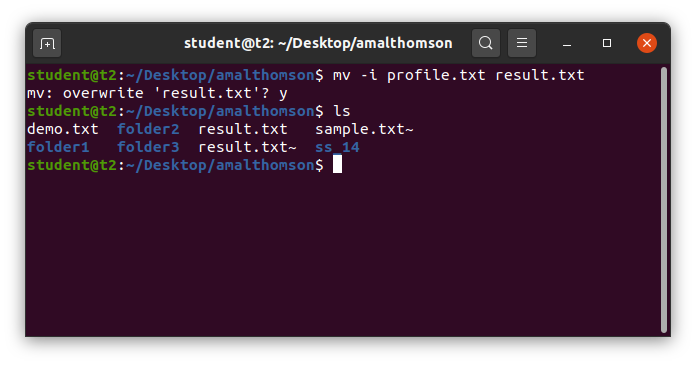 student@t2: ~/Desktop/amalthomson
student@t2:~/Desktop/amalthomson$ mv -i profile.txt result.txt
mv: overwrite 'result.txt'? y
student@t2:~/Desktop/amalthomson$ ls
demo.txt  folder2  result.txt   sample.txt~
folder1   folder3  result.txt~  ss_14
student@t2:~/Desktop/amalthomson$